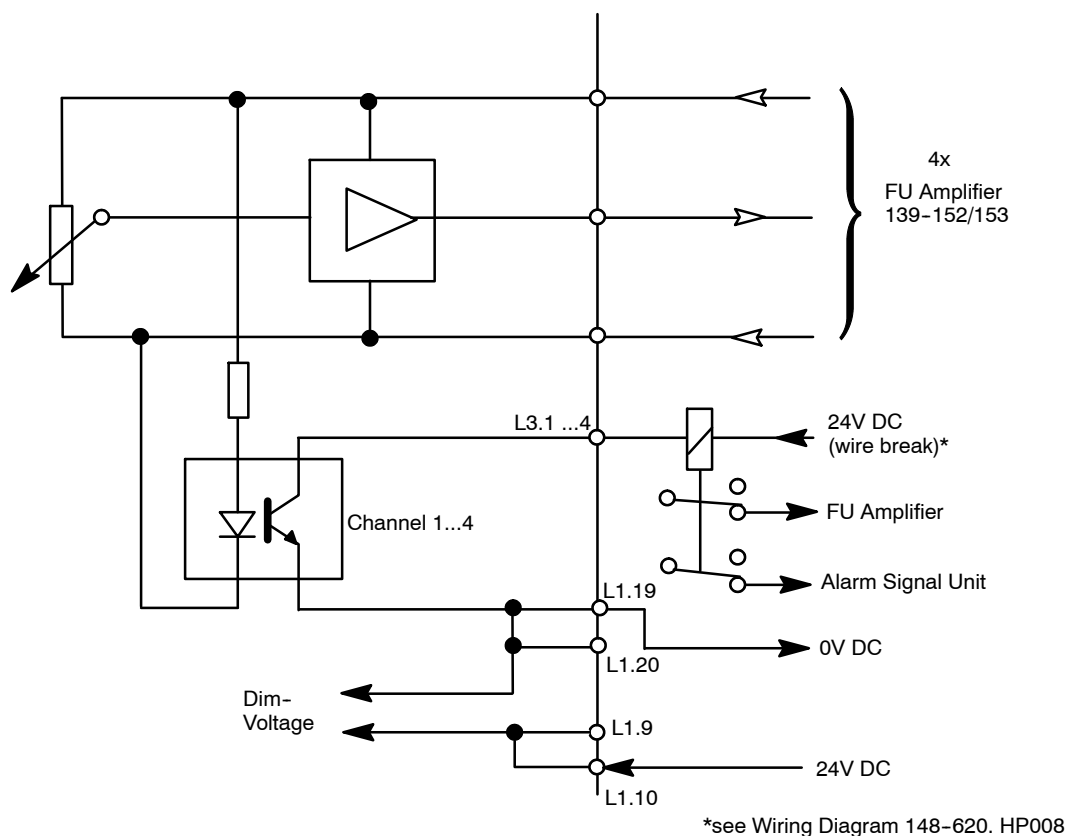 4x
FU Amplifier
139-152/153
L3.1 ...4
24V DC
(wire break)*
FU Amplifier
Channel 1...4
Alarm Signal Unit
L1.19
0V DC
L1.20
Dim-
Voltage
L1.9
24V DC
L1.10
*see Wiring Diagram 148-620. HP008